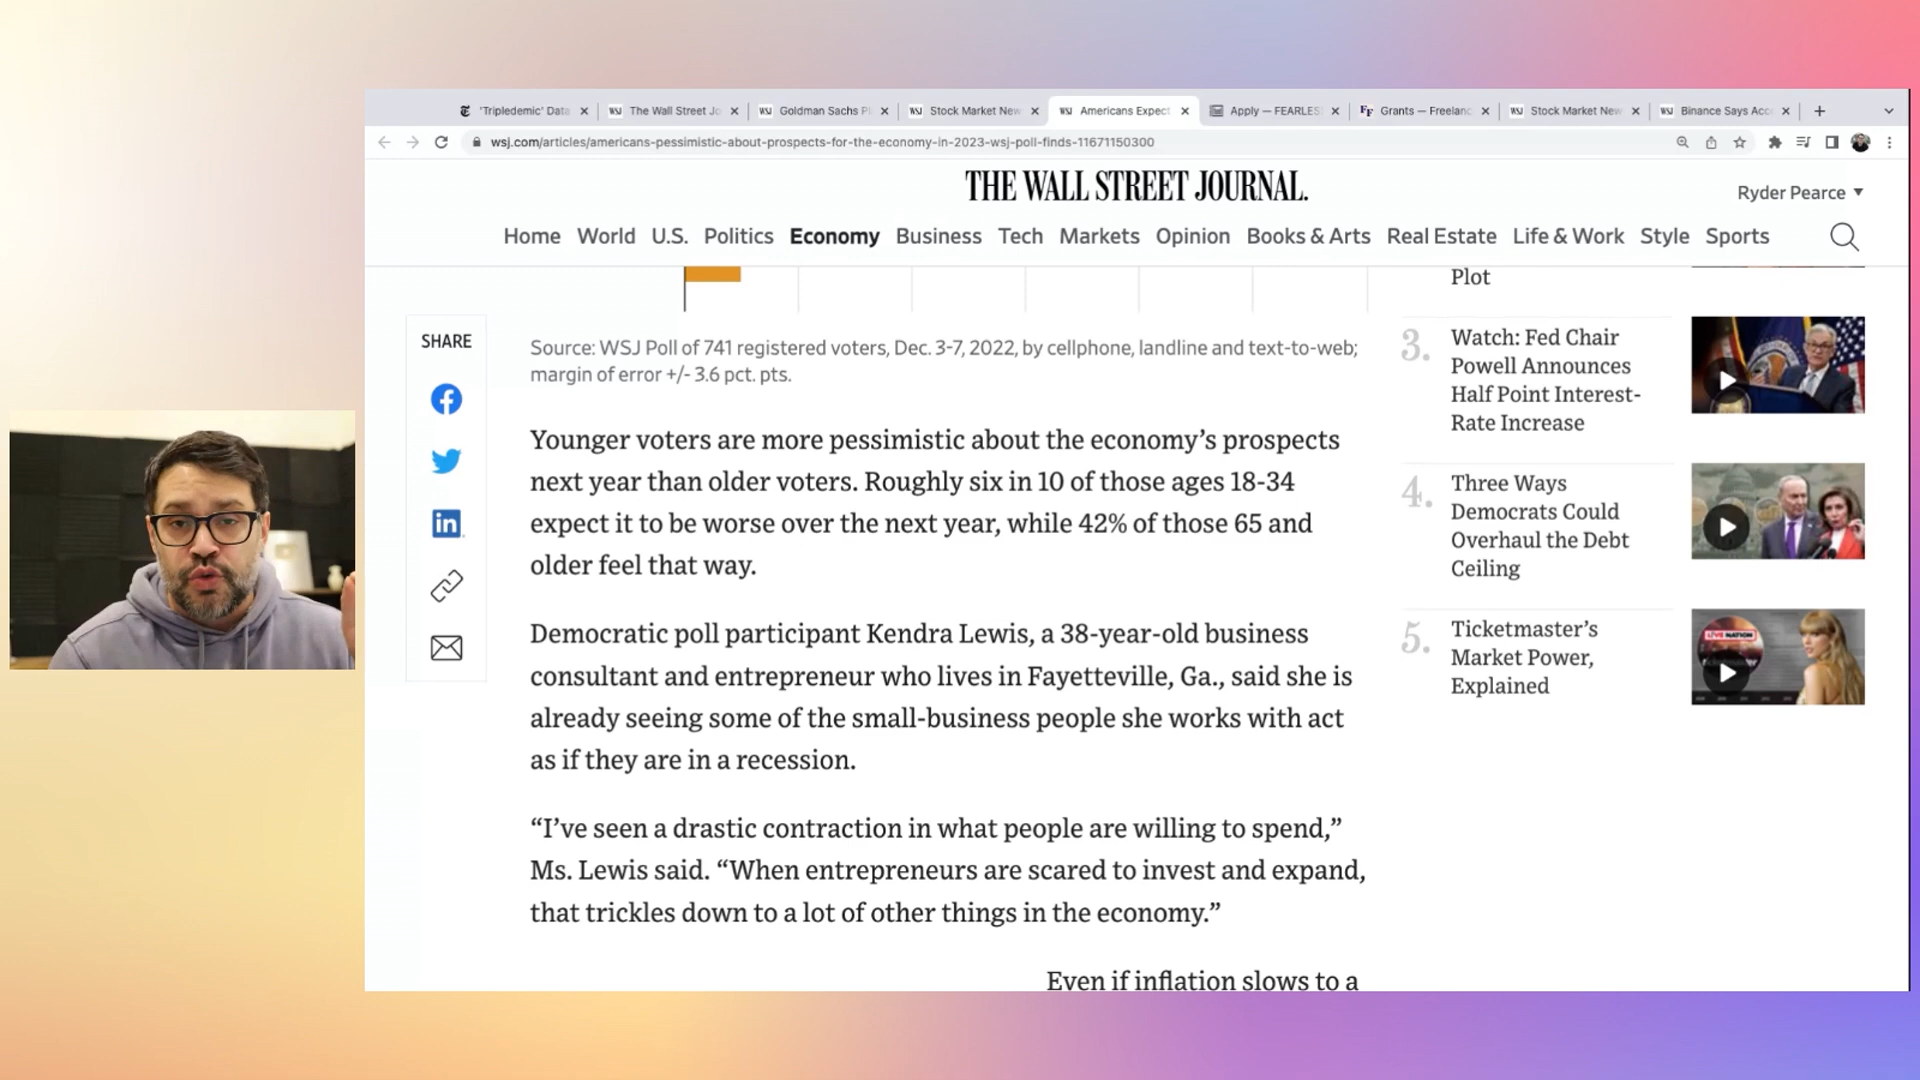 'Tripledemic' Data
The Wall Street Jo
Goldman Sachs Pl
Stock Market New
Americans Expect
Apply — FEARLES
Grants — Freelanc
Stock Market New
Binance Says Acc
wsj.com/articles/americans-pessimistic-about-prospects-for-the-economy-in-2023-wsj-poll-finds-11671150300
THE WALL STREET JOURNAL.
Ryder Pearce
Home World U.S. Politics Economy Business Tech Markets Opinion Books & Arts Real Estate Life & Work Style Sports
SHARE
Source: WSJ Poll of 741 registered voters, Dec. 3-7, 2022, by cellphone, landline and text-to-web;
margin of error +/- 3.6 pct. pts.
Younger voters are more pessimistic about the economy's prospects
next year than older voters. Roughly six in 10 of those ages 18-34
expect it to be worse over the next year, while 42% of those 65 and
older feel that way.
Democratic poll participant Kendra Lewis, a 38-year-old business
consultant and entrepreneur who lives in Fayetteville, Ga., said she is
already seeing some of the small-business people she works with act
as if they are in a recession.
“I've seen a drastic contraction in what people are willing to spend,”
Ms. Lewis said. “When entrepreneurs are scared to invest and expand,
that trickles down to a lot of other things in the economy.”
Even if inflation slows to a
Plot
3. Watch: Fed Chair
Powell Announces
Half Point Interest-
Rate Increase
4. Three Ways
Democrats Could
Overhaul the Debt
Ceiling
5. Ticketmaster's
Market Power,
Explained
LIVE NATION